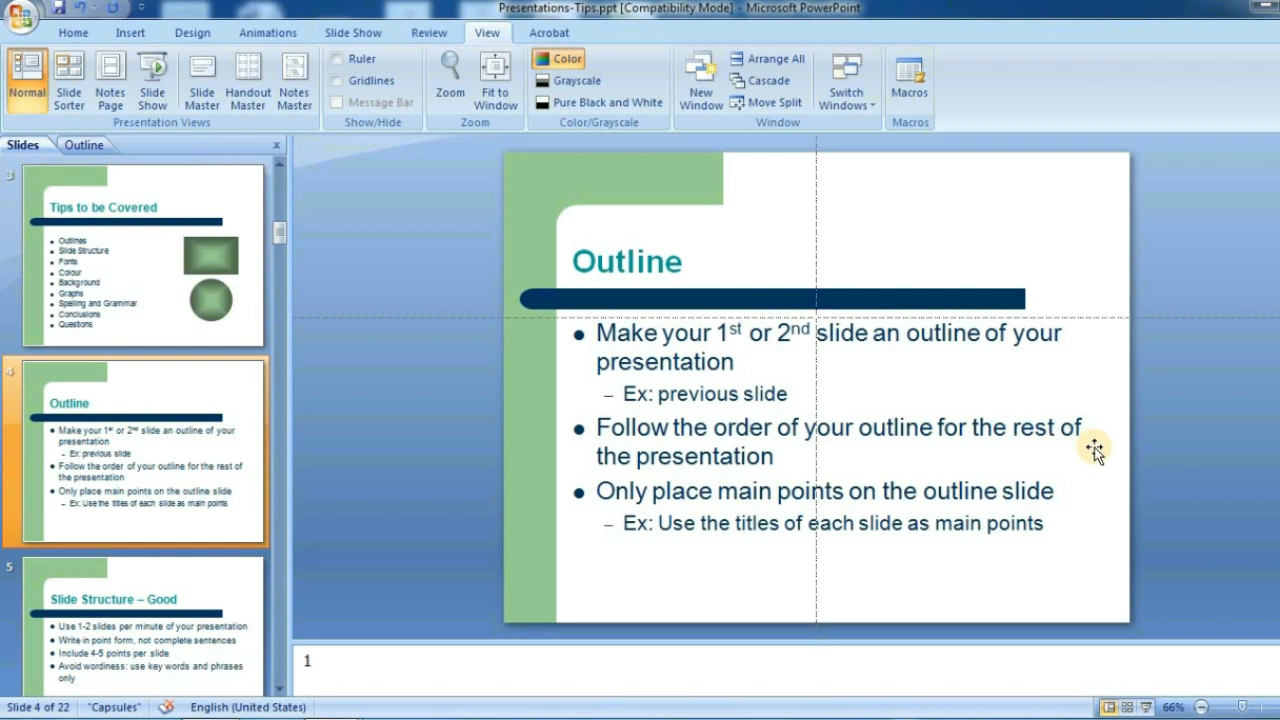 Presentations-Tips.ppt [Compatibility Mode] - Microsoft PowerPoint
Home Insert Design Animations Slide Show Review View Acrobat
Normal Slide Sorter Notes Page Slide Show Slide Master Handout Master Notes Master
Presentation Views
Ruler
Gridlines
Message Bar
Show/Hide
Zoom Fit to Window
Zoom
Color
Grayscale
Pure Black and White
Color/Grayscale
New Window
Arrange All
Cascade
Move Split
Switch Windows
Window
Macros
Macros
Slides Outline
3
Tips to be Covered
Outlines
Slide Structure
Fonts
Colour
Background
Graphs
Spelling and Grammar
Conclusions
Questions
4
Outline
Make your 1st or 2nd slide an outline of your
presentation
– Ex: previous slide
Follow the order of your outline for the rest of
the presentation
Only place main points on the outline slide
– Ex: Use the titles of each slide as main points
5
Slide Structure – Good
Use 1-2 slides per minute of your presentation
Write in point form, not complete sentences
Include 4-5 points per slide
Avoid wordiness: use key words and phrases
only
Outline
Make your 1st or 2nd slide an outline of your
presentation
– Ex: previous slide
Follow the order of your outline for the rest of
the presentation
Only place main points on the outline slide
– Ex: Use the titles of each slide as main points
1
Slide 4 of 22 "Capsules" English (United States) 66%